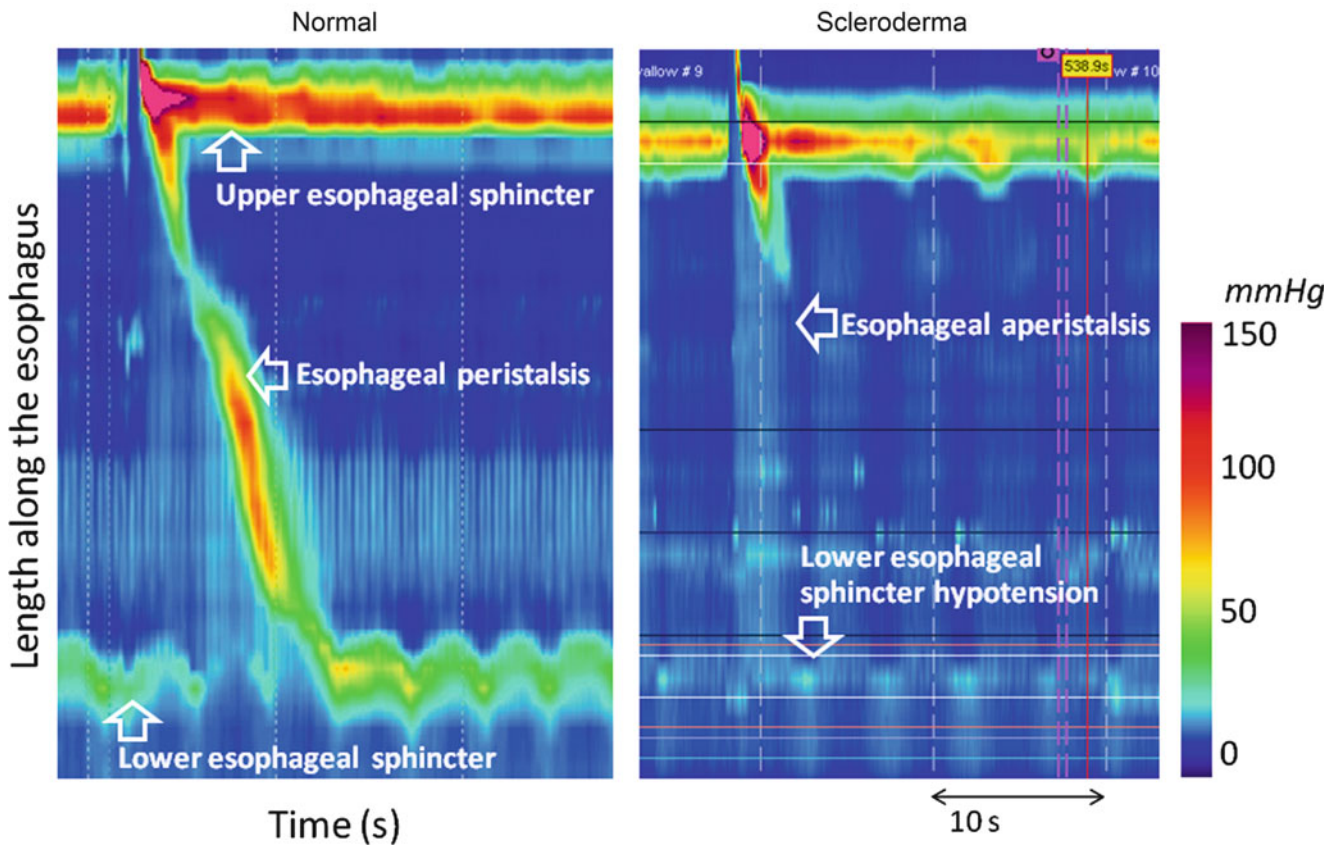 Normal
Scleroderma
vallow # 9
538.9s
w # 10
Upper esophageal sphincter
Esophageal peristalsis
Lower esophageal sphincter
Esophageal aperistalsis
Lower esophageal
sphincter hypotension
Length along the esophagus
Time (s)
10 s
mmHg
150
100
50
0